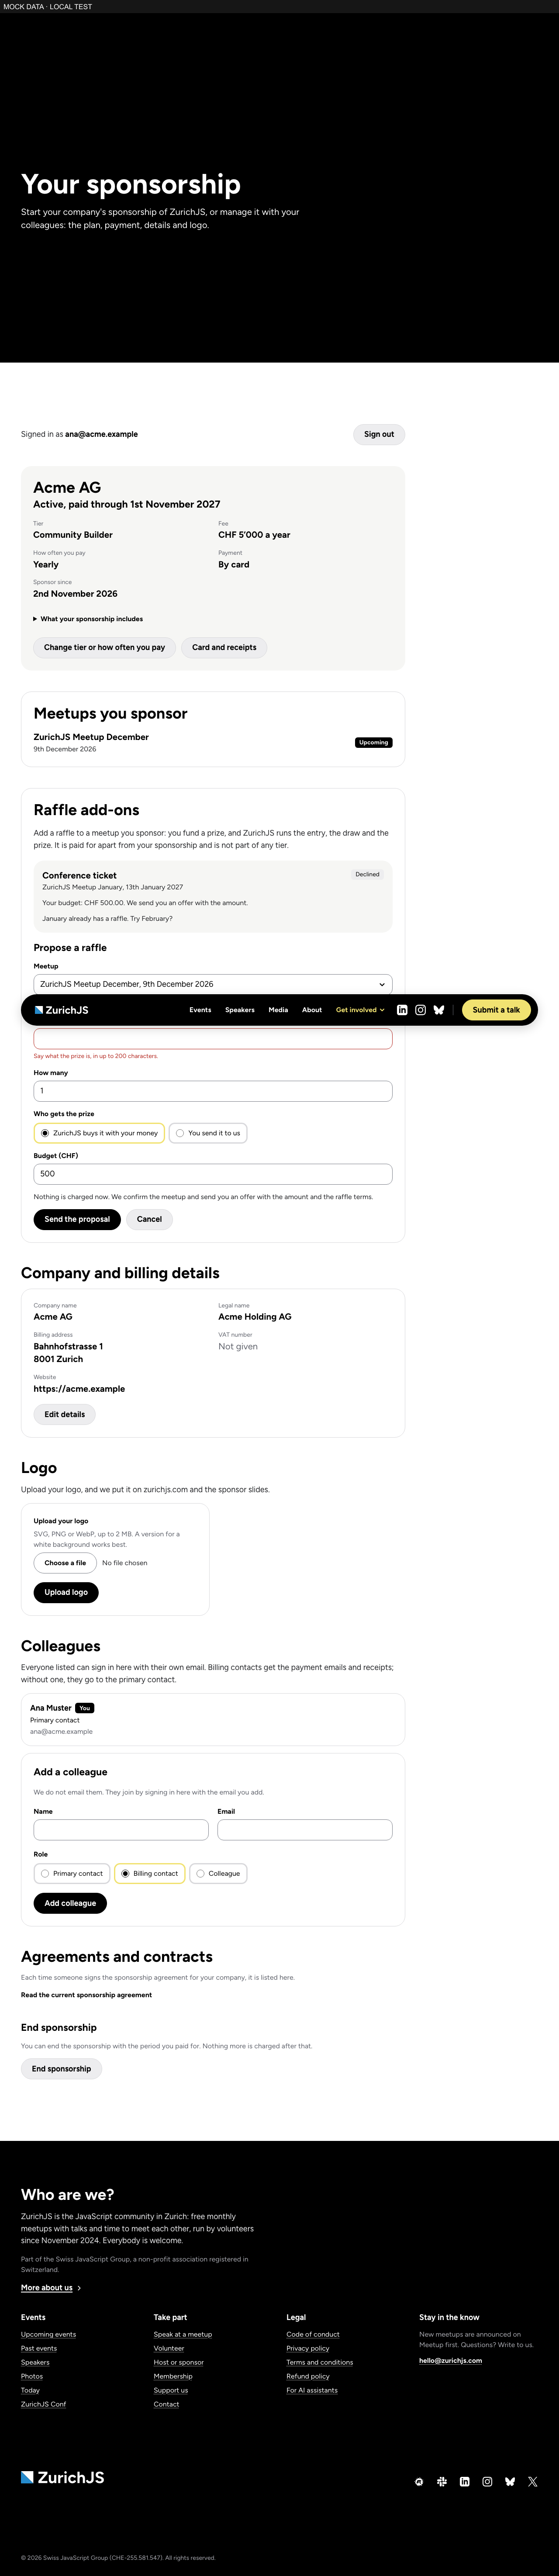 MOCK DATA · LOCAL TEST
Your sponsorship
Start your company's sponsorship of ZurichJS, or manage it with your
colleagues: the plan, payment, details and logo.
Signed in as ana@acme.example
Sign out
Acme AG
Active, paid through 1st November 2027
Tier
Community Builder
Fee
CHF 5'000 a year
How often you pay
Yearly
Payment
By card
Sponsor since
2nd November 2026
What your sponsorship includes
Change tier or how often you pay
Card and receipts
Meetups you sponsor
ZurichJS Meetup December
9th December 2026
Upcoming
Raffle add-ons
Add a raffle to a meetup you sponsor: you fund a prize, and ZurichJS runs the entry, the draw and the
prize. It is paid for apart from your sponsorship and is not part of any tier.
Conference ticket
Declined
ZurichJS Meetup January, 13th January 2027
Your budget: CHF 500.00. We send you an offer with the amount.
January already has a raffle. Try February?
Propose a raffle
Meetup
ZurichJS Meetup December, 9th December 2026
ZurichJS
Events
Speakers
Media
About
Get involved
Submit a talk
Say what the prize is, in up to 200 characters.
How many
1
Who gets the prize
ZurichJS buys it with your money
You send it to us
Budget (CHF)
500
Nothing is charged now. We confirm the meetup and send you an offer with the amount and the raffle terms.
Send the proposal
Cancel
Company and billing details
Company name
Acme AG
Legal name
Acme Holding AG
Billing address
Bahnhofstrasse 1
8001 Zurich
VAT number
Not given
Website
https://acme.example
Edit details
Logo
Upload your logo, and we put it on zurichjs.com and the sponsor slides.
Upload your logo
SVG, PNG or WebP, up to 2 MB. A version for a
white background works best.
Choose a file
No file chosen
Upload logo
Colleagues
Everyone listed can sign in here with their own email. Billing contacts get the payment emails and receipts;
without one, they go to the primary contact.
Ana Muster
You
Primary contact
ana@acme.example
Add a colleague
We do not email them. They join by signing in here with the email you add.
Name
Email
Role
Primary contact
Billing contact
Colleague
Add colleague
Agreements and contracts
Each time someone signs the sponsorship agreement for your company, it is listed here.
Read the current sponsorship agreement
End sponsorship
You can end the sponsorship with the period you paid for. Nothing more is charged after that.
End sponsorship
Who are we?
ZurichJS is the JavaScript community in Zurich: free monthly
meetups with talks and time to meet each other, run by volunteers
since November 2024. Everybody is welcome.
Part of the Swiss JavaScript Group, a non-profit association registered in
Switzerland.
More about us
Events
Upcoming events
Past events
Speakers
Photos
Today
ZurichJS Conf
Take part
Speak at a meetup
Volunteer
Host or sponsor
Membership
Support us
Contact
Legal
Code of conduct
Privacy policy
Terms and conditions
Refund policy
For AI assistants
Stay in the know
New meetups are announced on
Meetup first. Questions? Write to us.
hello@zurichjs.com
ZurichJS
© 2026 Swiss JavaScript Group (CHE-255.581.547). All rights reserved.